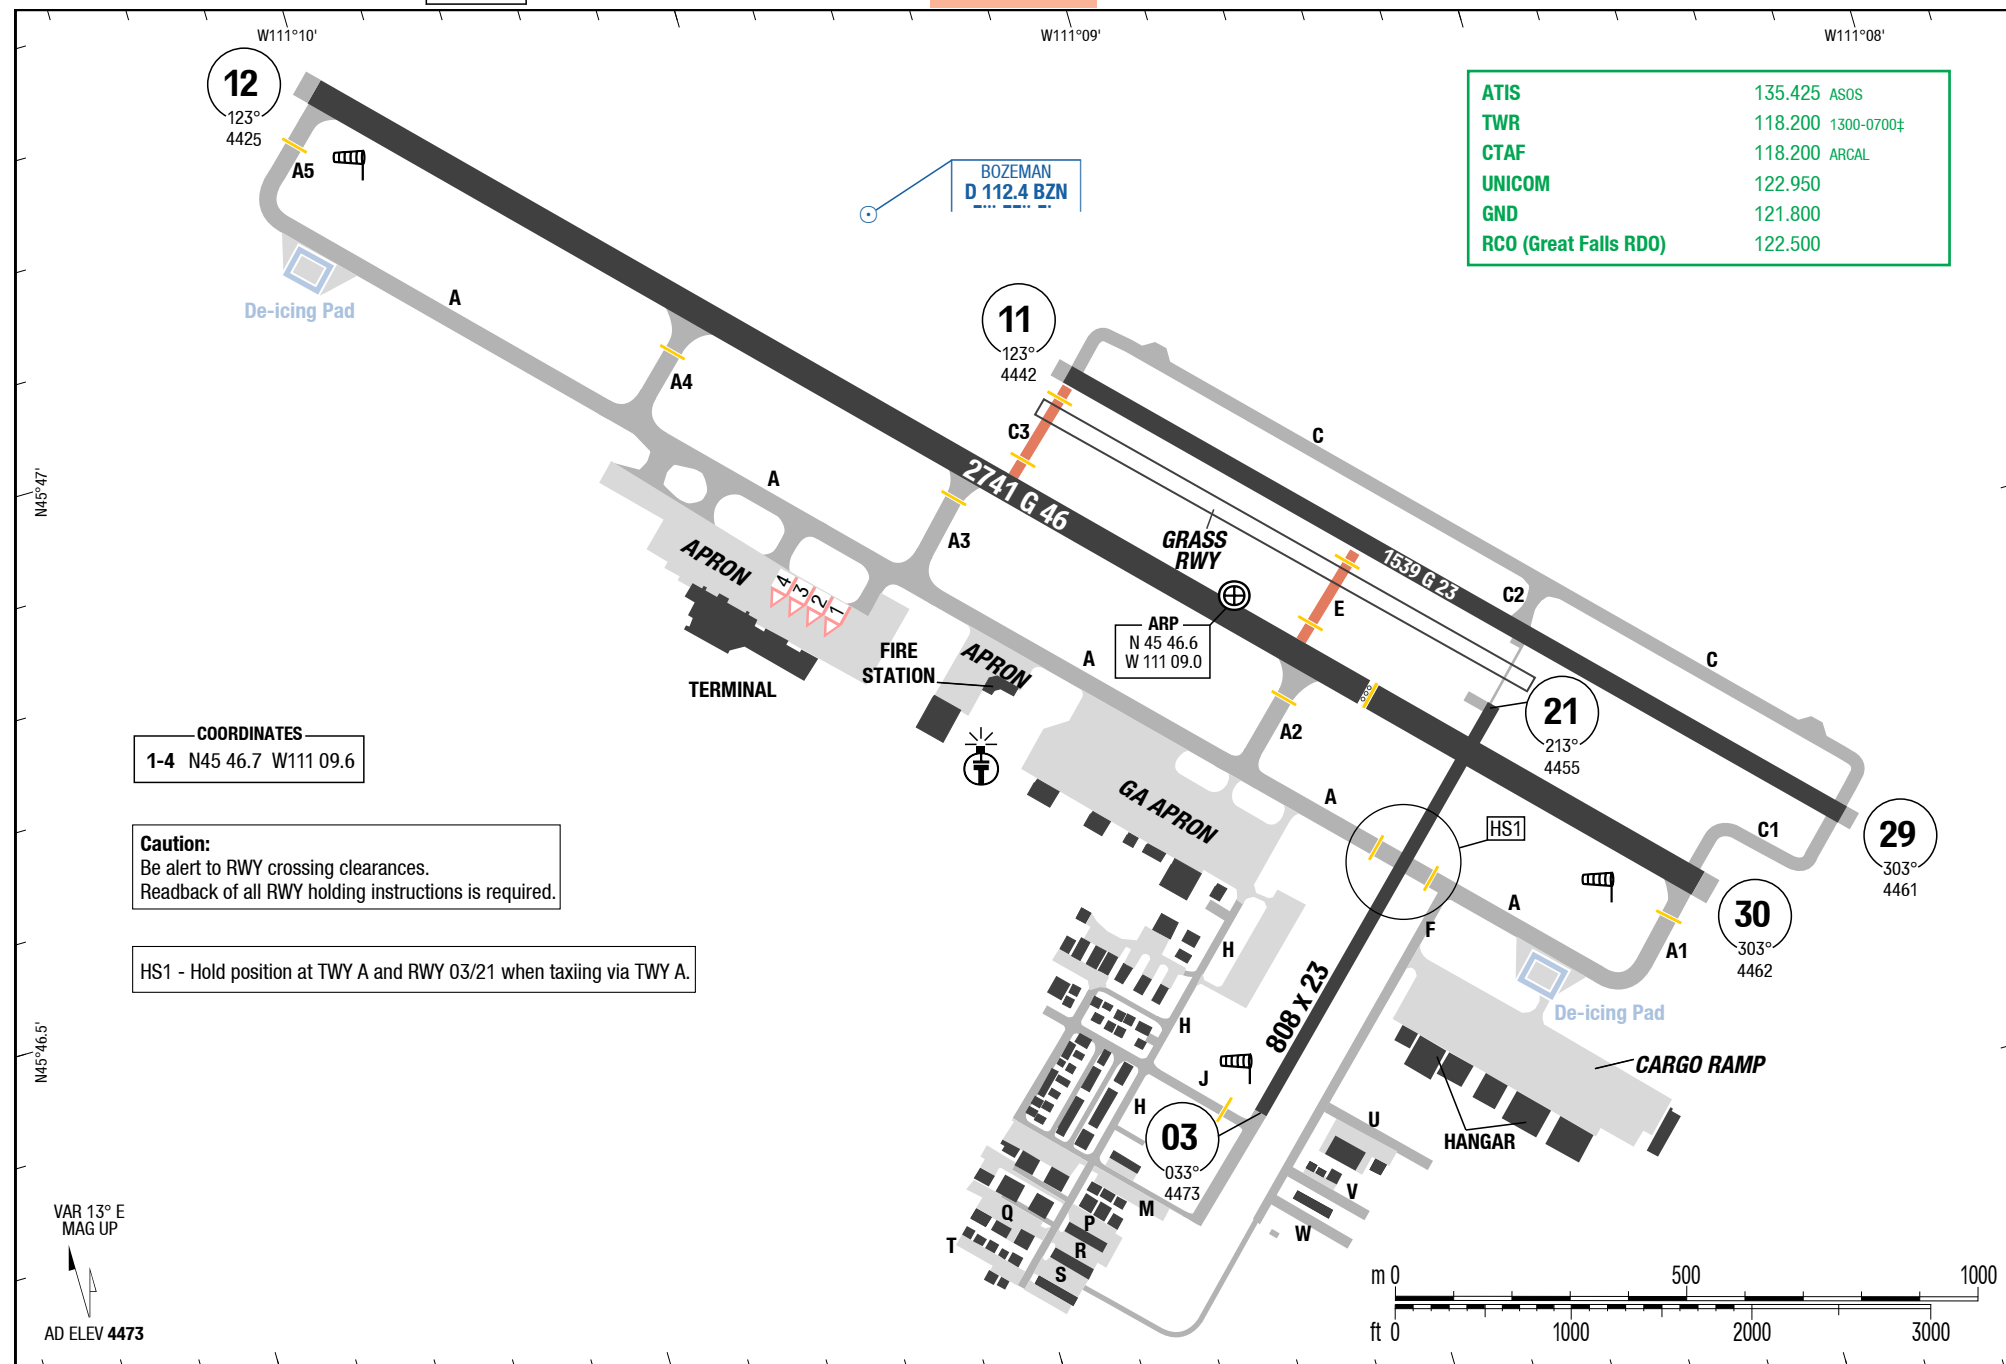 W111°10'
W111°09'
W111°08'
12
123°
4425
A5
De-icing Pad
A
BOZEMAN
D 112.4 BZN
ATIS 135.425 ASOS
TWR 118.200 1300-0700‡
CTAF 118.200 ARCAL
UNICOM 122.950
GND 121.800
RCO (Great Falls RDO) 122.500
11
123°
4442
A4
C3
C
N45°47'
A
2741 G 46
A3
GRASS
RWY
1539 G 23
C2
E
APRON
4
3
2
1
ARP
N 45 46.6
W 111 09.0
FIRE
STATION
APRON
A
C
TERMINAL
21
213°
4455
A2
COORDINATES
1-4 N45 46.7 W111 09.6
GA APRON
A
HS1
C1
29
303°
4461
Caution:
Be alert to RWY crossing clearances.
Readback of all RWY holding instructions is required.
A
30
303°
4462
F
H
A1
HS1 - Hold position at TWY A and RWY 03/21 when taxiing via TWY A.
808 x 23
De-icing Pad
H
N45°46.5'
CARGO RAMP
J
H
03
033°
4473
U
HANGAR
V
M
Q
P
W
T
R
S
VAR 13° E
MAG UP
AD ELEV 4473
m 0 500 1000
ft 0 1000 2000 3000